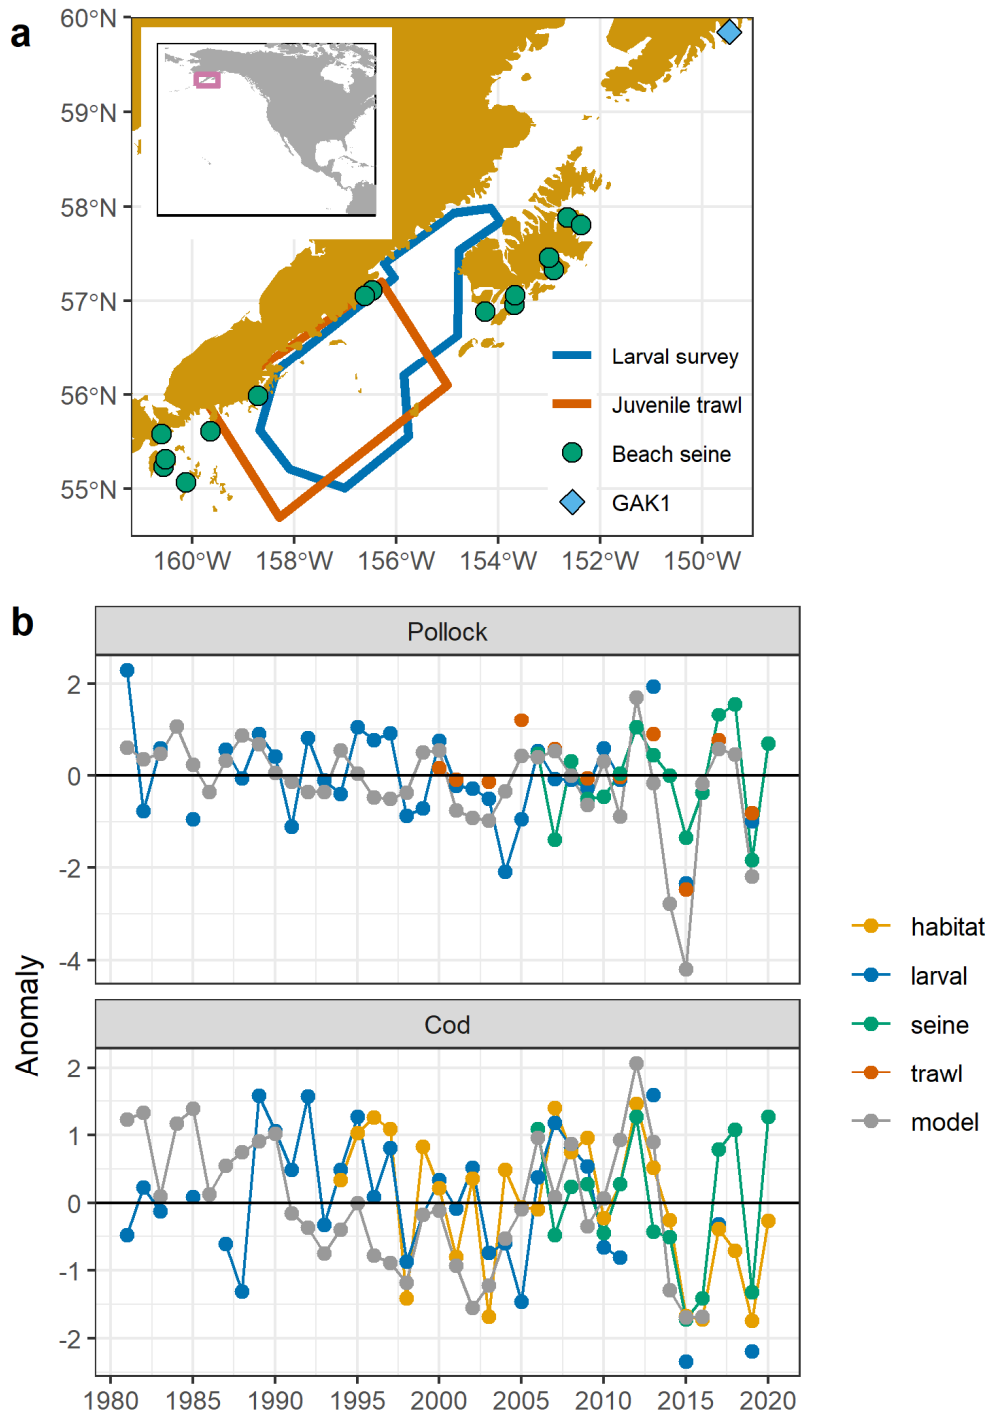 a
60°N
59°N
58°N
57°N
56°N
55°N
Larval survey
Juvenile trawl
Beach seine
GAK1
160°W 158°W 156°W 154°W 152°W 150°W
b
Pollock
2
0
-2
-4
Anomaly
Cod
2
1
0
-1
-2
1980 1985 1990 1995 2000 2005 2010 2015 2020
habitat
larval
seine
trawl
model